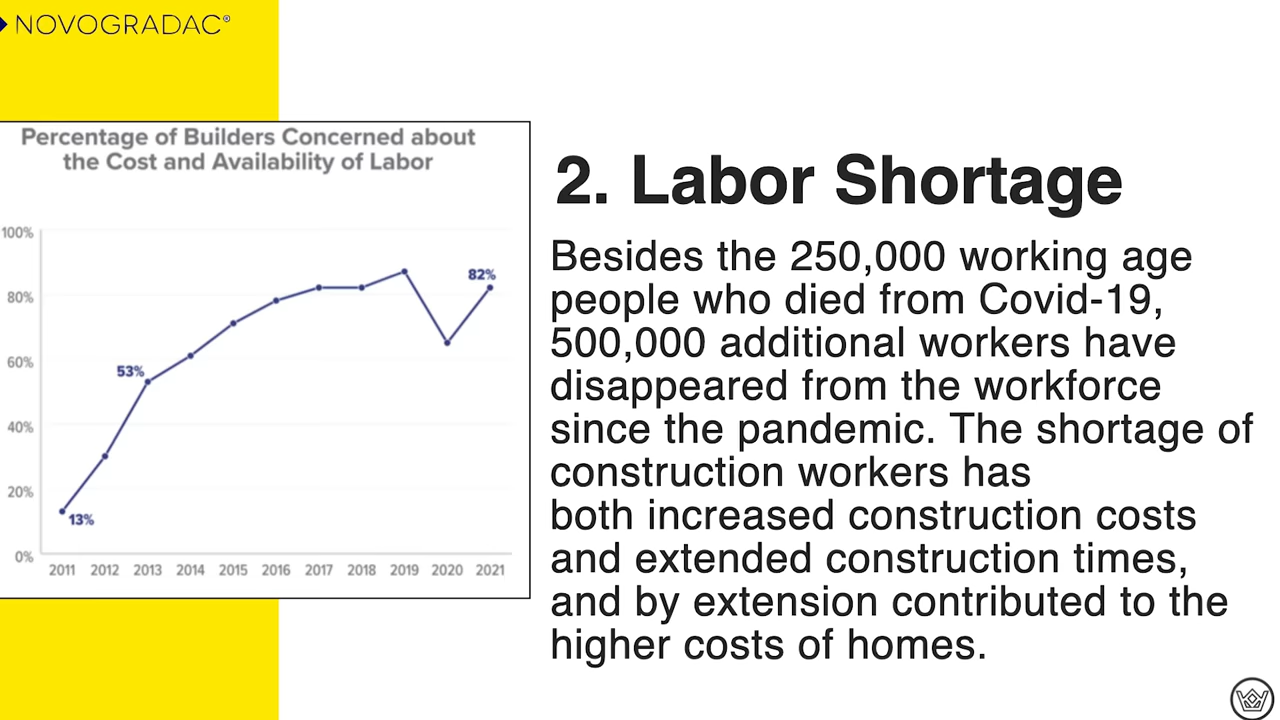 NOVOGRADAC®
Percentage of Builders Concerned about
the Cost and Availability of Labor
100%
80%
60%
40%
20%
0%
13%
53%
82%
2011 2012 2013 2014 2015 2016 2017 2018 2019 2020 2021
2. Labor Shortage
Besides the 250,000 working age
people who died from Covid-19,
500,000 additional workers have
disappeared from the workforce
since the pandemic. The shortage of
construction workers has
both increased construction costs
and extended construction times,
and by extension contributed to the
higher costs of homes.